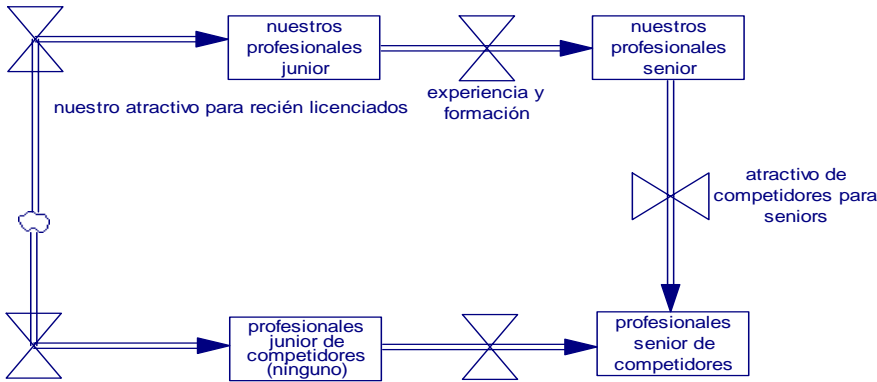 nuestros
profesionales
junior
nuestros
profesionales
senior
nuestro atractivo para recién licenciados
experiencia y
formación
atractivo de
competidores para
seniors
profesionales
junior de
competidores
(ninguno)
profesionales
senior de
competidores